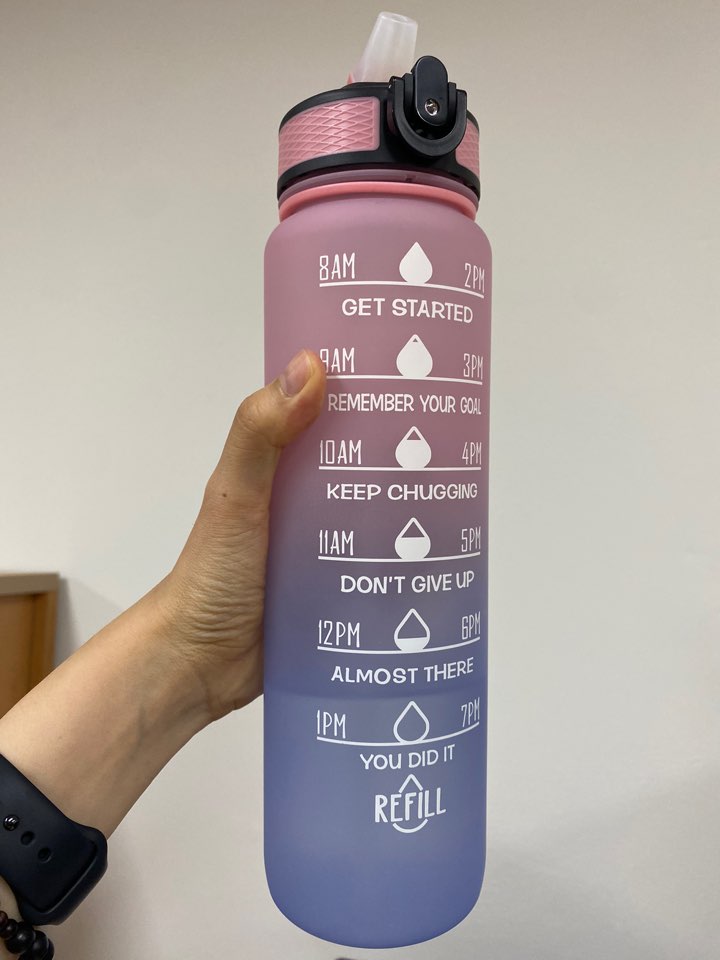 8AM 2PM
GET STARTED
9AM 3PM
REMEMBER YOUR GOAL
10AM 4PM
KEEP CHUGGING
11AM 5PM
DON'T GIVE UP
12PM 6PM
ALMOST THERE
1PM 7PM
YOU DID IT
REFILL